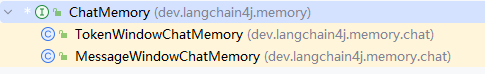 ChatMemory (dev.langchain4j.memory)
TokenWindowChatMemory (dev.langchain4j.memory.chat)
MessageWindowChatMemory (dev.langchain4j.memory.chat)